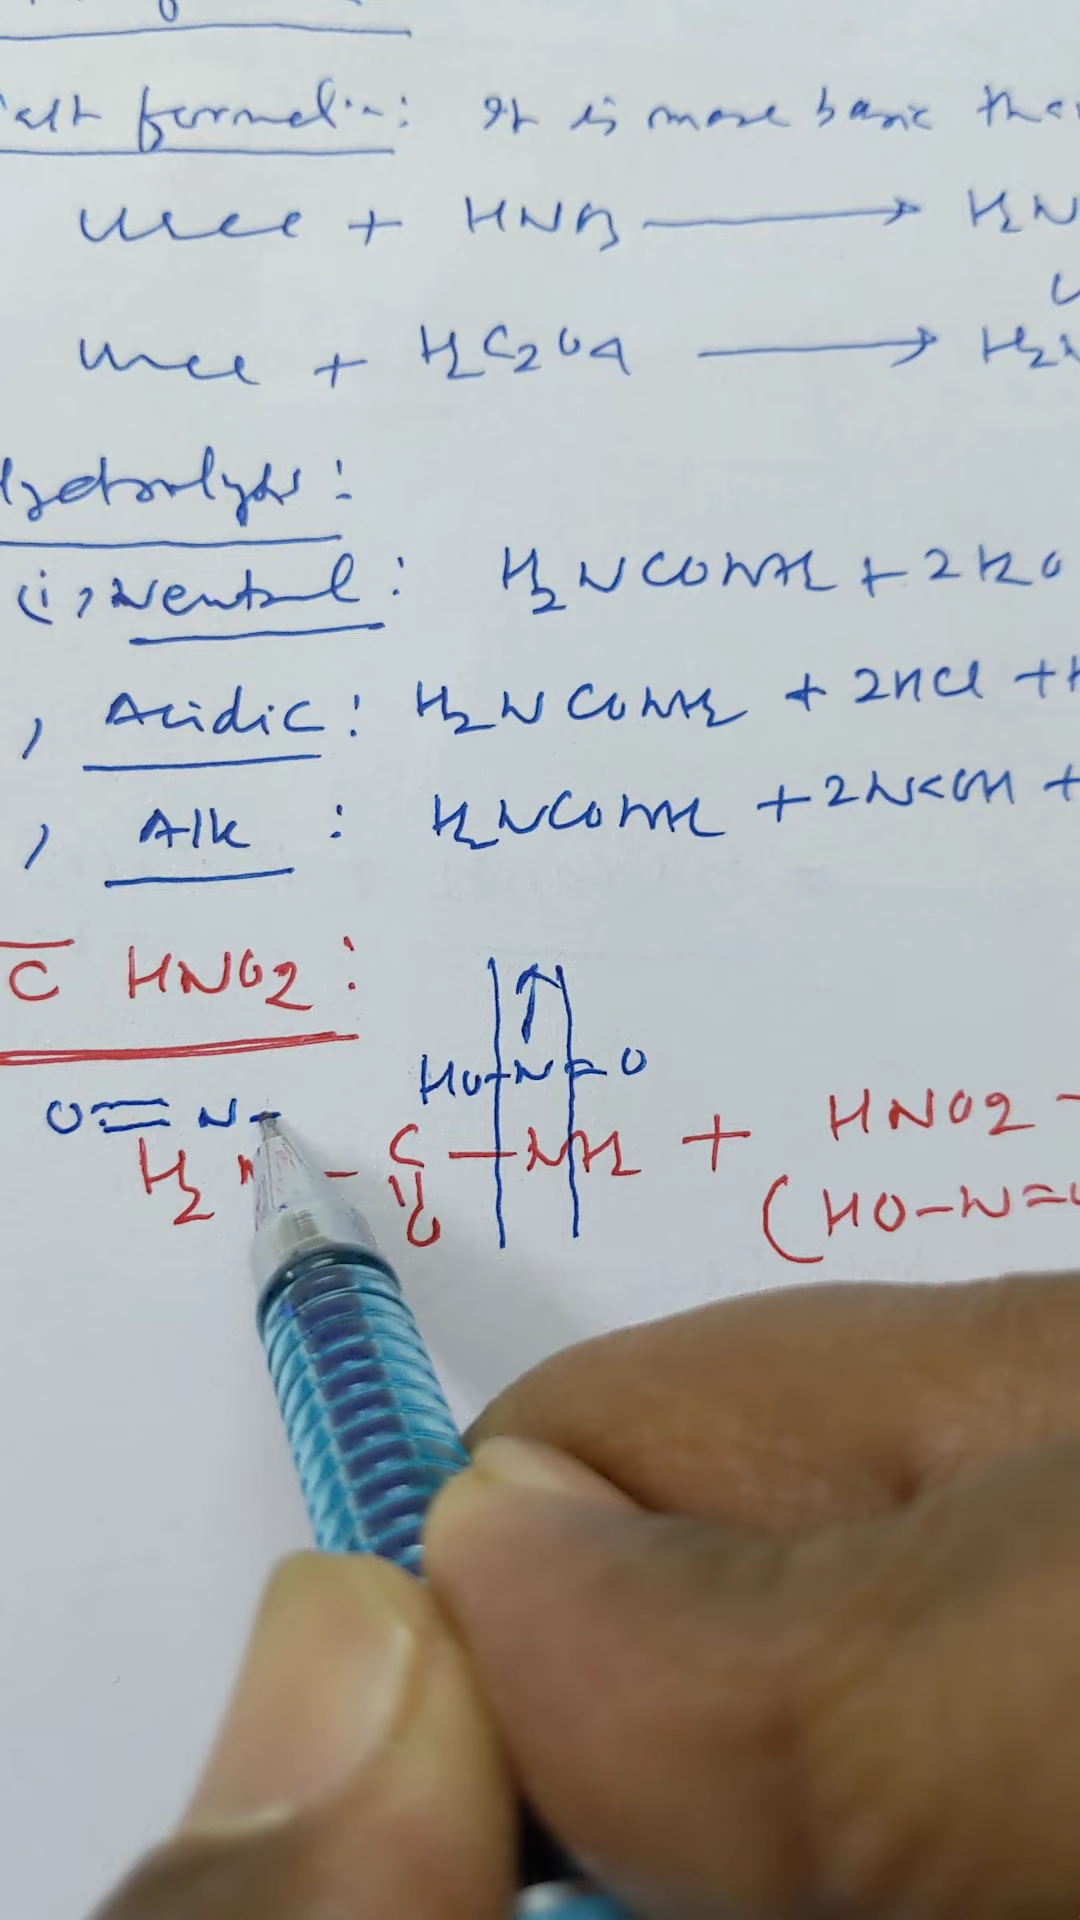 formatn: It is more basic than
Urea + HNO3 → H2N
Urea + H2C2O4 → H2N
Hydrolysis:
(i) Neutral: H2NCONH2 + 2H2O
, Acidic: H2NCONH2 + 2HCl + H
, Alk : H2NCONH2 + 2NaOH +
C̅ HNO2:
HO-N=O
O=N-
H2 N - C - NH2 + HNO2
O (HO-N=O